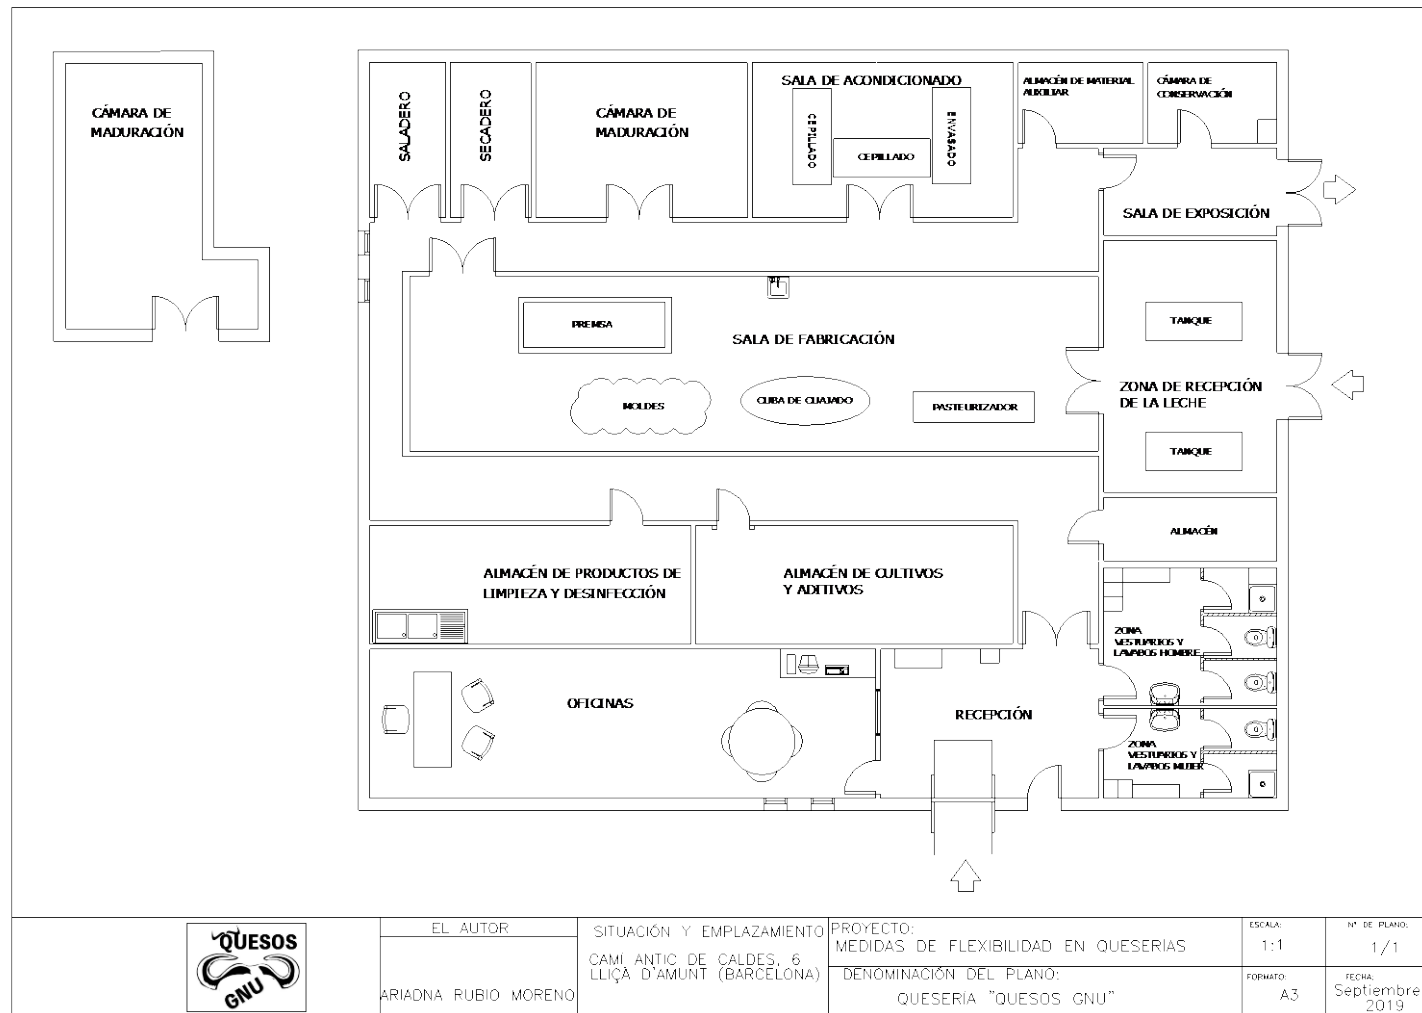 CÁMARA DE
MADURACIÓN
SALADERO
SECADERO
CÁMARA DE
MADURACIÓN
SALA DE ACONDICIONADO
CEPILLADO
CEPILLADO
ENVASADO
ALMACÉN DE MATERIAL
AUXILIAR
CÁMARA DE
CONSERVACIÓN
SALA DE EXPOSICIÓN
PREMSA
SALA DE FABRICACIÓN
MOLDES
CUBA DE CUAJADO
PASTEURIZADOR
TANQUE
ZONA DE RECEPCIÓN
DE LA LECHE
TANQUE
ALMACÉN
ALMACÉN DE PRODUCTOS DE
LIMPIEZA Y DESINFECCIÓN
ALMACÉN DE CULTIVOS
Y ADITIVOS
ZONA
VESTUARIOS Y
LAVABOS HOMBRE
OFICINAS
RECEPCIÓN
ZONA
VESTUARIOS Y
LAVABOS MUJER
QUESOS
GNU
EL AUTOR
ARIADNA RUBIO MORENO
SITUACIÓN Y EMPLAZAMIENTO
CAMÍ ANTIC DE CALDES, 6
LLIÇÀ D'AMUNT (BARCELONA)
PROYECTO:
MEDIDAS DE FLEXIBILIDAD EN QUESERIAS
DENOMINACIÓN DEL PLANO:
QUESERÍA "QUESOS GNU"
ESCALA:
1:1
Nº DE PLANO:
1/1
FORMATO:
A3
FECHA:
Septiembre
2019